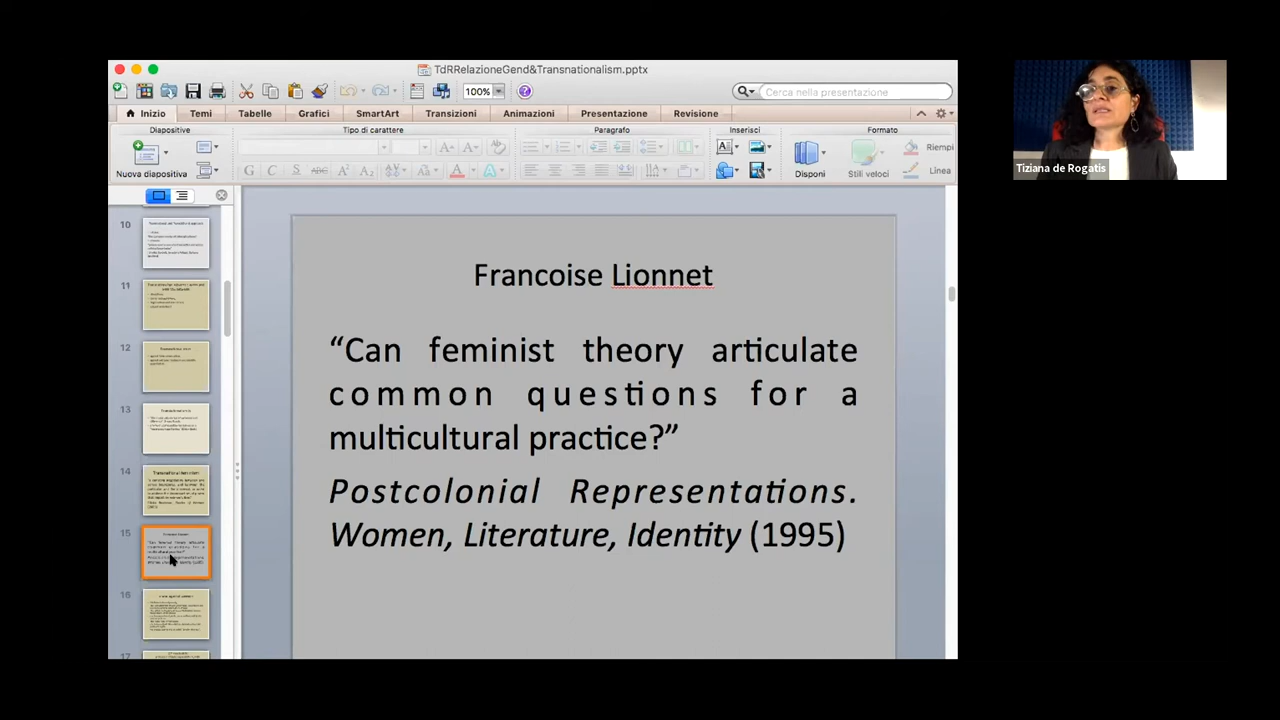 TdRRelazioneGend&Transnationalism.pptx
100%
Cerca nella presentazione
Inizio
Temi
Tabelle
Grafici
SmartArt
Transizioni
Animazioni
Presentazione
Revisione
Diapositive
Tipo di carattere
Paragrafo
Inserisci
Formato
Nuova diapositiva
G C S ABC
Disponi
Stili veloci
Riempi
Linea
10
11
12
13
14
15
16
17
Francoise Lionnet
“Can feminist theory articulate
common questions for a
multicultural practice?”
Postcolonial Representations.
Women, Literature, Identity (1995)
Tiziana de Rogatis